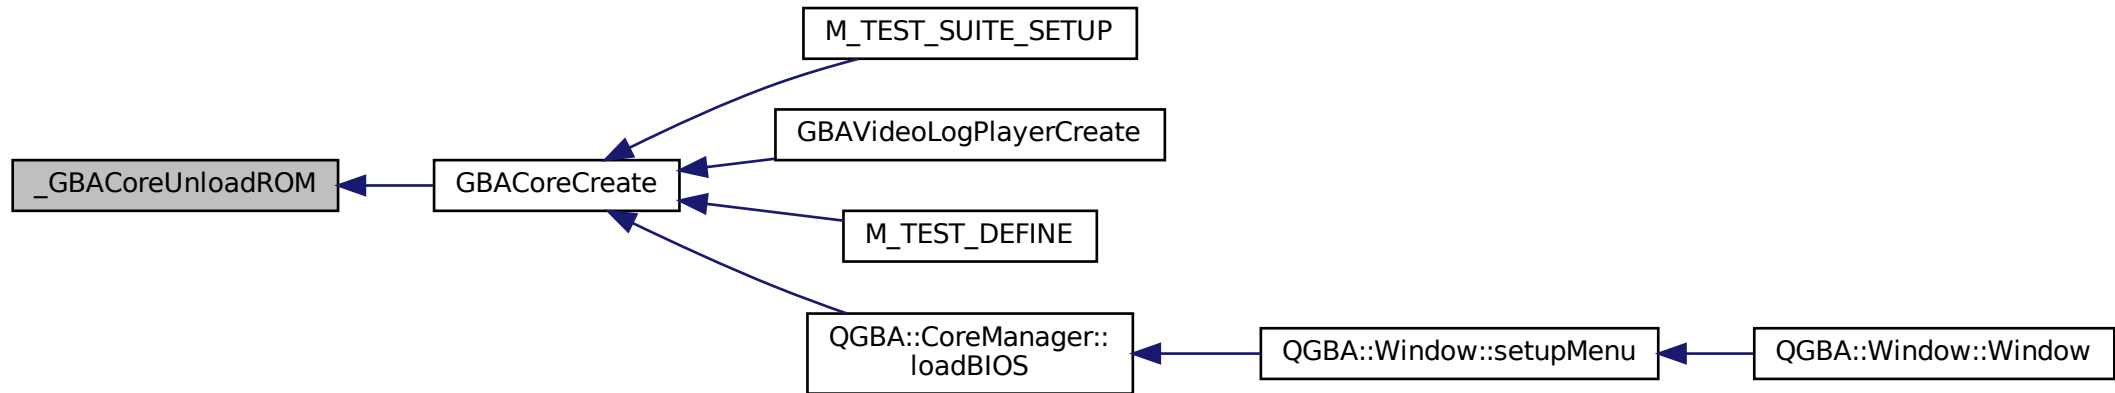 M_TEST_SUITE_SETUP
GBAVideoLogPlayerCreate
_GBACoreUnloadROM
GBACoreCreate
M_TEST_DEFINE
QGBA::CoreManager::
loadBIOS
QGBA::Window::setupMenu
QGBA::Window::Window